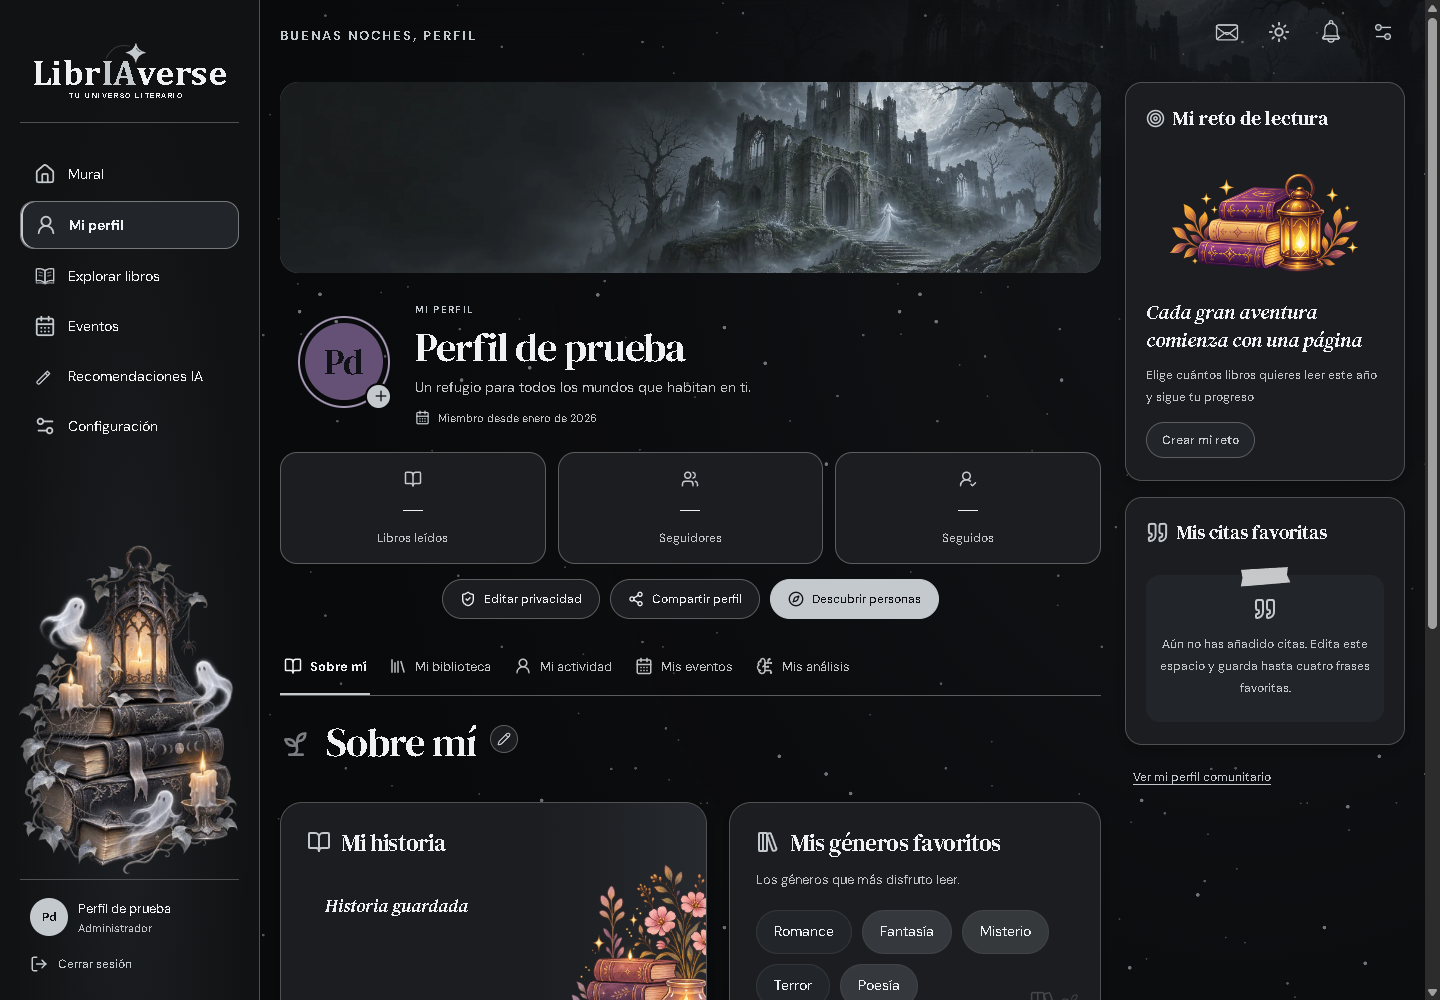 LibrIAverse
TU UNIVERSO LITERARIO
Mural
Mi perfil
Explorar libros
Eventos
Recomendaciones IA
Configuración
Pd
Perfil de prueba
Administrador
Cerrar sesión
BUENAS NOCHES, PERFIL
Pd
MI PERFIL
Perfil de prueba
Un refugio para todos los mundos que habitan en ti.
Miembro desde enero de 2026
—
Libros leídos
—
Seguidores
—
Seguidos
Editar privacidad
Compartir perfil
Descubrir personas
Sobre mí
Mi biblioteca
Mi actividad
Mis eventos
Mis análisis
Sobre mí
Mi historia
Historia guardada
Mis géneros favoritos
Los géneros que más disfruto leer.
Romance
Fantasía
Misterio
Terror
Poesía
Mi reto de lectura
Cada gran aventura
comienza con una página
Elige cuántos libros quieres leer este año
y sigue tu progreso
Crear mi reto
Mis citas favoritas
Aún no has añadido citas. Edita este
espacio y guarda hasta cuatro frases
favoritas.
Ver mi perfil comunitario